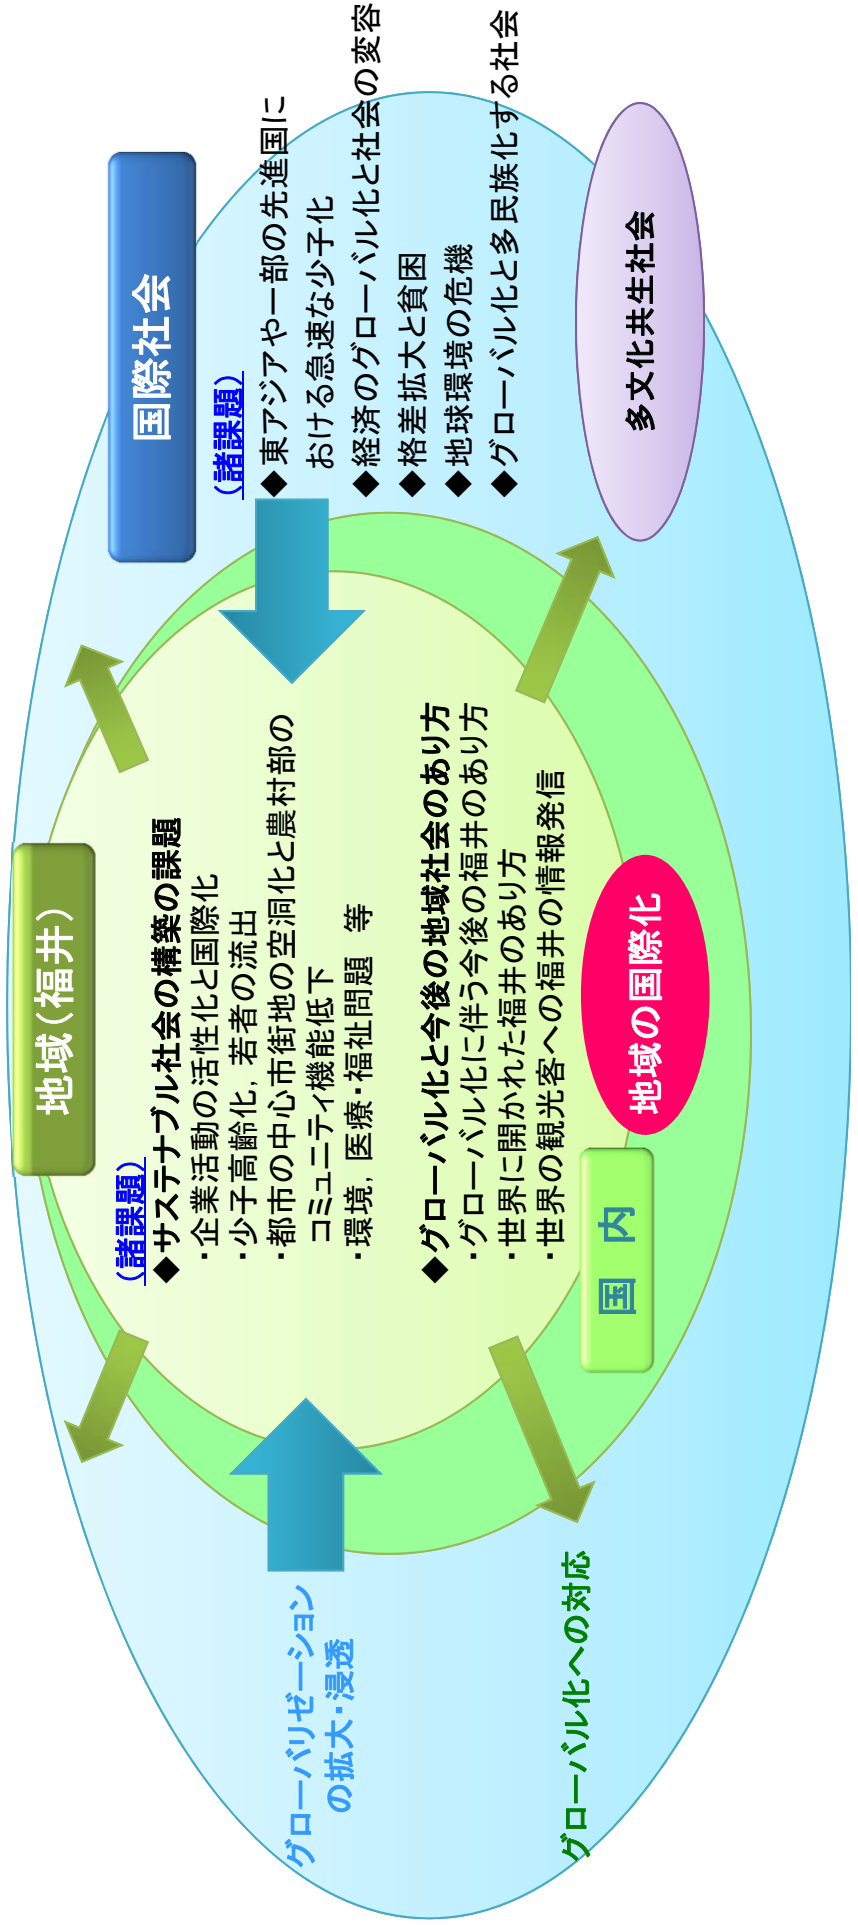 地域（福井）
（諸課題）
◆サステナブル社会の構築の課題
・企業活動の活性化と国際化
・少子高齢化，若者の流出
・都市の中心市街地の空洞化と農村部の
コミュニティ機能低下
・環境，医療・福祉問題　等
◆グローバル化と今後の地域社会のあり方
・グローバル化に伴う今後の福井のあり方
・世界に開かれた福井のあり方
・世界の観光客への福井の情報発信
国　内
地域の国際化
国際社会
（諸課題）
◆東アジアや一部の先進国に
おける急速な少子化
◆経済のグローバル化と社会の変容
◆格差拡大と貧困
◆地球環境の危機
◆グローバル化と多民族化する社会
多文化共生社会
グローバリゼーション
の拡大・浸透
グローバル化への対応